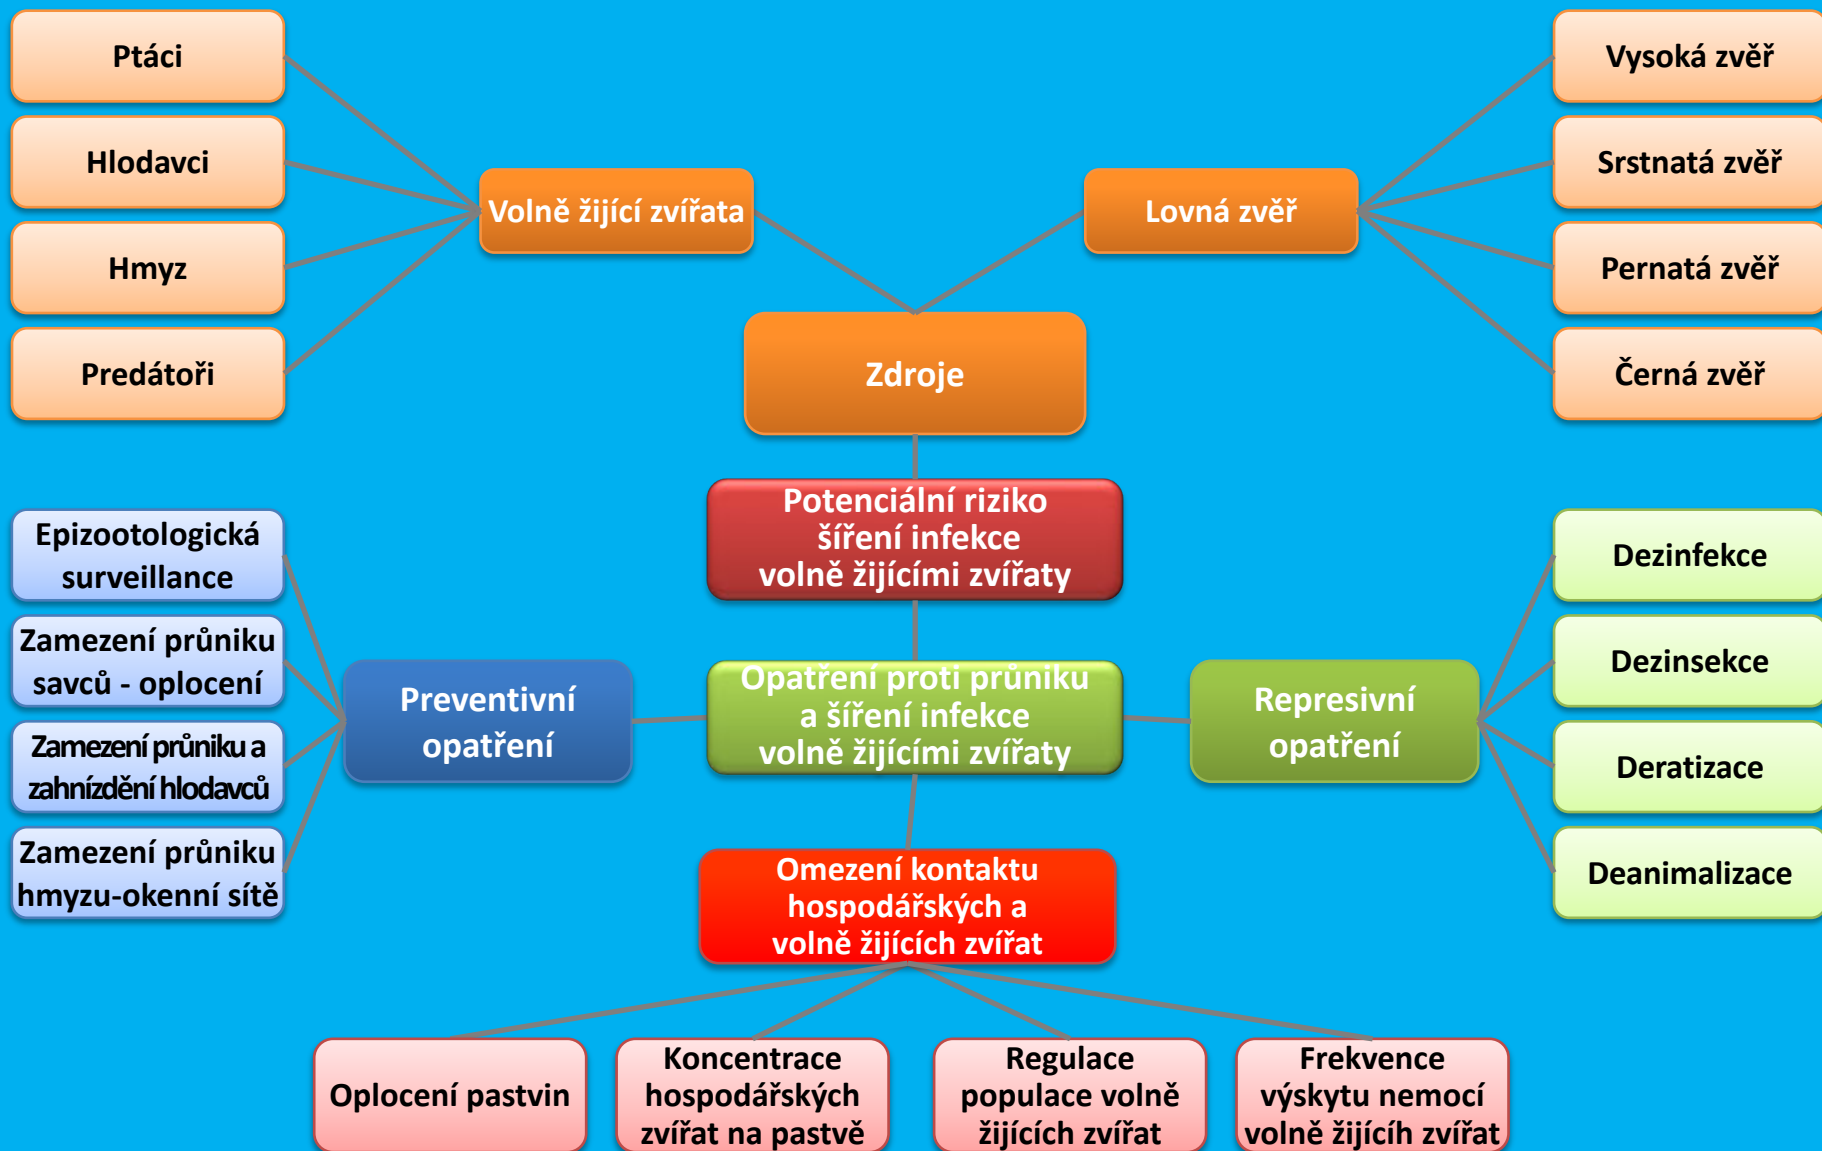 Ptáci
Hlodavci
Hmyz
Predátoři
Volně žijící zvířata
Lovná zvěř
Vysoká zvěř
Srstnatá zvěř
Pernatá zvěř
Černá zvěř
Zdroje
Potenciální riziko
šíření infekce
volně žijícími zvířaty
Epizootologická
surveillance
Zamezení průniku
savců - oplocení
Zamezení průniku a
zahnízdění hlodavců
Zamezení průniku
hmyzu-okenní sítě
Preventivní
opatření
Opatření proti průniku
a šíření infekce
volně žijícími zvířaty
Represivní
opatření
Dezinfekce
Dezinsekce
Deratizace
Deanimalizace
Omezení kontaktu
hospodářských a
volně žijících zvířat
Oplocení pastvin
Koncentrace
hospodářských
zvířat na pastvě
Regulace
populace volně
žijících zvířat
Frekvence
výskytu nemocí
volně žijícíh zvířat